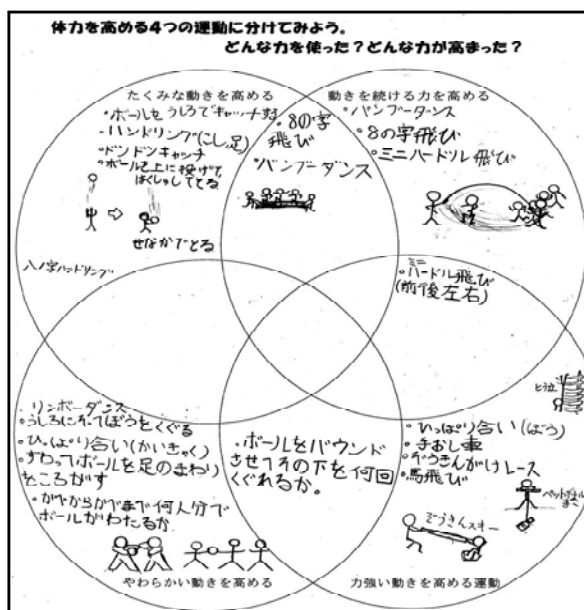 体力を高める4つの運動に分けてみよう。
どんな力を使った？どんな力が高まった？
たくみな動きを高める
・ボールをうしろでキャッチする
・ハンドリング(こし,足)
・ドンドンキャッチ
・ボールを上に投げて
はくしゅしてとる
せなかでとる
八ノ字ハンドリング
・8の字
飛び
バンブーダンス
動きを続ける力を高める
・バンブーダンス
・8の字飛び
・ミニハードル飛び
ミニ
・ハードル飛び
(前後左右)
リンボーダンス
・うしろにそってぼうをくぐる
・ひっぱり合い(かいきゃく)
・すわってボールを足のまわり
をころがす
・かべからかべまで何人分で
ボールがわたるか
やわらかい動きを高める
・ボールをバウンド
させてその下を何回
くぐれるか。
・ひっぱり合い(ぼう)
・手おし車
・ぞうきんがけレース
・馬飛び
ペットボトル
まき
ぞうきんスキー
力強い動きを高める運動